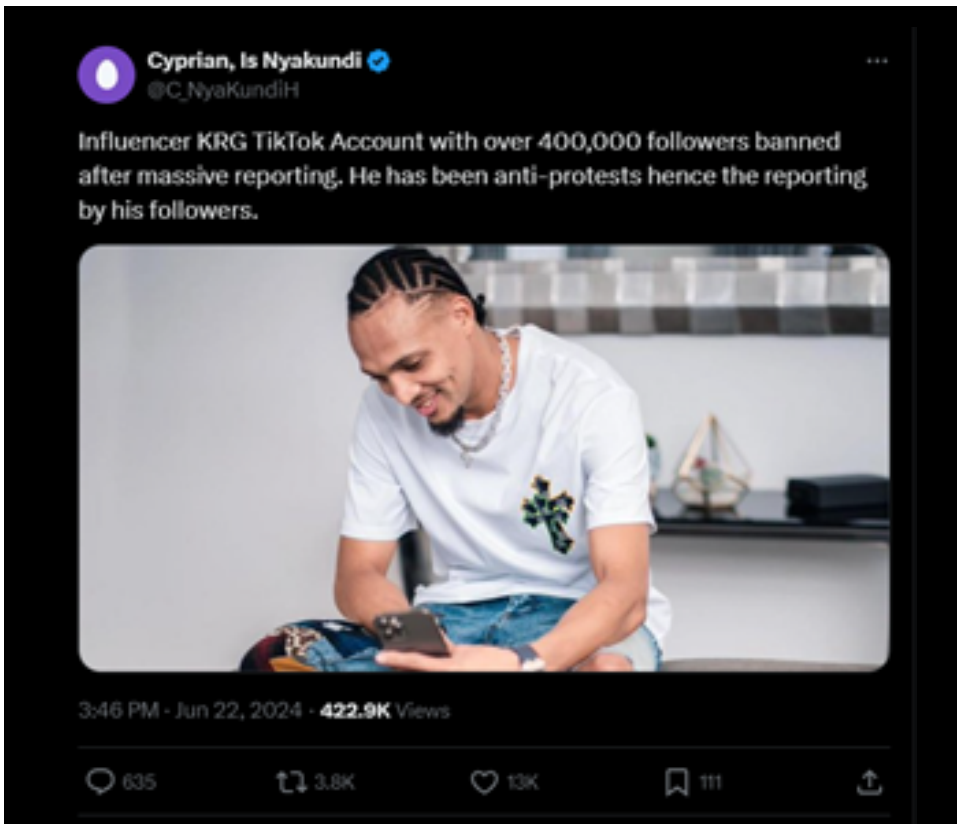 Cyprian, Is Nyakundi
@C_NyaKundiH
Influencer KRG TikTok Account with over 400,000 followers banned
after massive reporting. He has been anti-protests hence the reporting
by his followers.
3:46 PM · Jun 22, 2024 · 422.9K Views
635 3.8K 13K 111